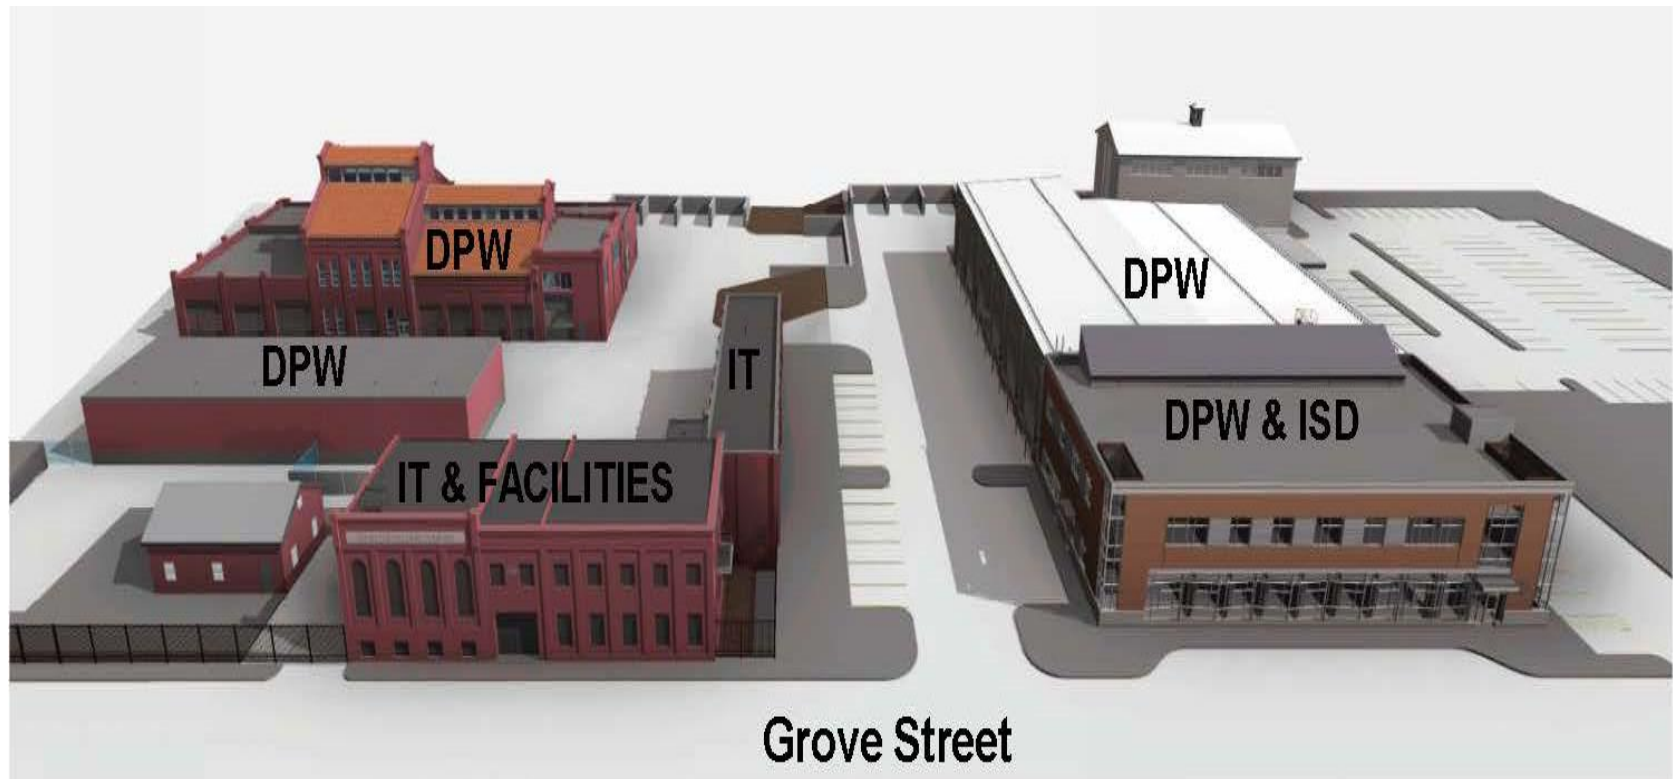 DPW
DPW
DPW
IT
DPW & ISD
IT & FACILITIES
Grove Street